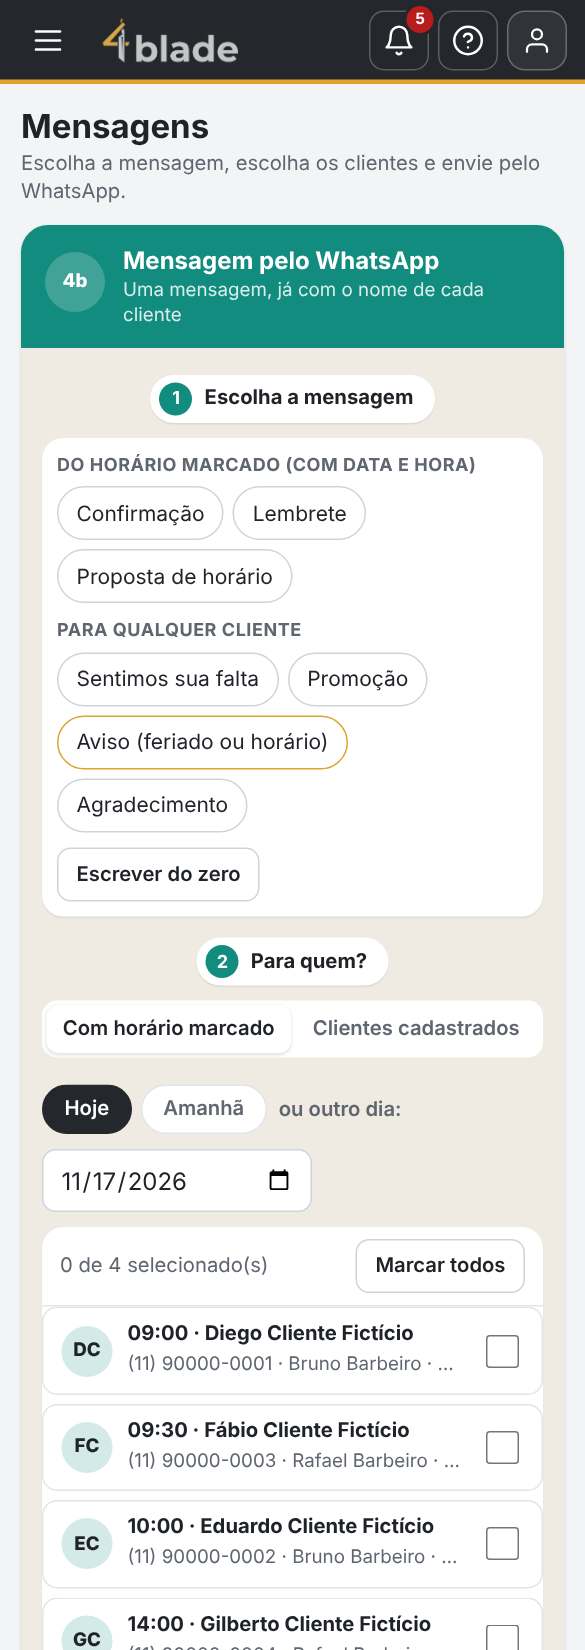 4blade
5
Mensagens
Escolha a mensagem, escolha os clientes e envie pelo
WhatsApp.
4b
Mensagem pelo WhatsApp
Uma mensagem, já com o nome de cada
cliente
1 Escolha a mensagem
DO HORÁRIO MARCADO (COM DATA E HORA)
Confirmação Lembrete
Proposta de horário
PARA QUALQUER CLIENTE
Sentimos sua falta Promoção
Aviso (feriado ou horário)
Agradecimento
Escrever do zero
2 Para quem?
Com horário marcado Clientes cadastrados
Hoje Amanhã ou outro dia:
11/17/2026
0 de 4 selecionado(s) Marcar todos
DC
09:00 · Diego Cliente Fictício
(11) 90000-0001 · Bruno Barbeiro · ...
FC
09:30 · Fábio Cliente Fictício
(11) 90000-0003 · Rafael Barbeiro · ...
EC
10:00 · Eduardo Cliente Fictício
(11) 90000-0002 · Bruno Barbeiro · ...
GC
14:00 · Gilberto Cliente Fictício